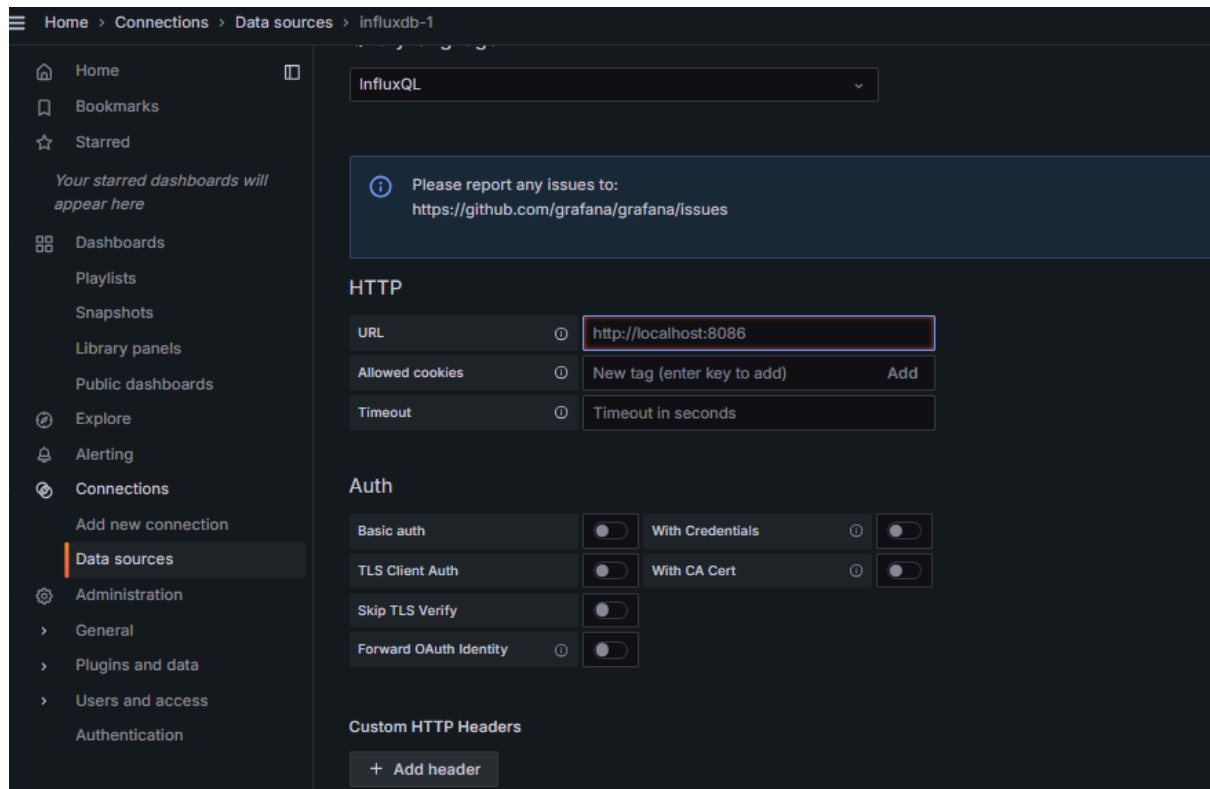 Home › Connections › Data sources › influxdb-1
Home
Bookmarks
Starred
Your starred dashboards will
appear here
Dashboards
Playlists
Snapshots
Library panels
Public dashboards
Explore
Alerting
Connections
Add new connection
Data sources
Administration
General
Plugins and data
Users and access
Authentication
InfluxQL
Please report any issues to:
https://github.com/grafana/grafana/issues
HTTP
URL http://localhost:8086
Allowed cookies New tag (enter key to add) Add
Timeout Timeout in seconds
Auth
Basic auth With Credentials
TLS Client Auth With CA Cert
Skip TLS Verify
Forward OAuth Identity
Custom HTTP Headers
+ Add header